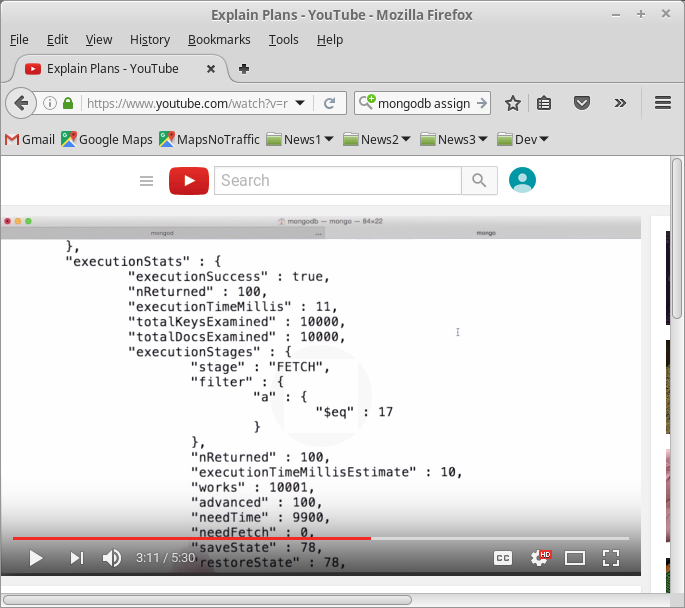 Explain Plans - YouTube - Mozilla Firefox
File Edit View History Bookmarks Tools Help
Explain Plans - YouTube
https://www.youtube.com/watch?v=r
mongodb assign
Gmail Google Maps MapsNoTraffic News1 News2 News3 Dev
Search
mongodb — mongo — 84×22
mongod mongo
},
"executionStats" : {
"executionSuccess" : true,
"nReturned" : 100,
"executionTimeMillis" : 11,
"totalKeysExamined" : 10000,
"totalDocsExamined" : 10000,
"executionStages" : {
"stage" : "FETCH",
"filter" : {
"a" : {
"$eq" : 17
}
},
"nReturned" : 100,
"executionTimeMillisEstimate" : 10,
"works" : 10001,
"advanced" : 100,
"needTime" : 9900,
"needFetch" : 0,
"saveState" : 78,
"restoreState" : 78,
3:11 / 5:30
CC
HD